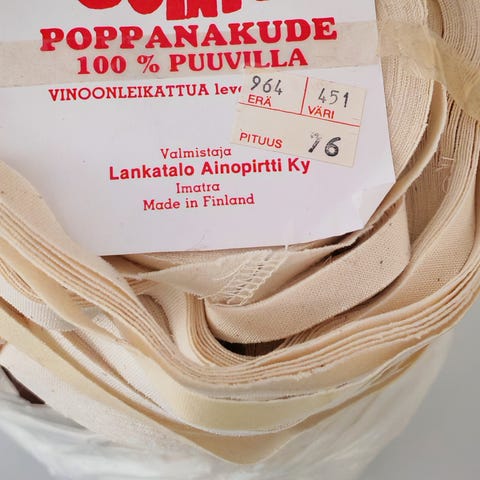 POPPANAKUDE
100 % PUUVILLA
VINOONLEIKATTUA
964 451
ERÄ VÄRI
PITUUS 76
Valmistaja
Lankatalo Ainopirtti Ky
Imatra
Made in Finland